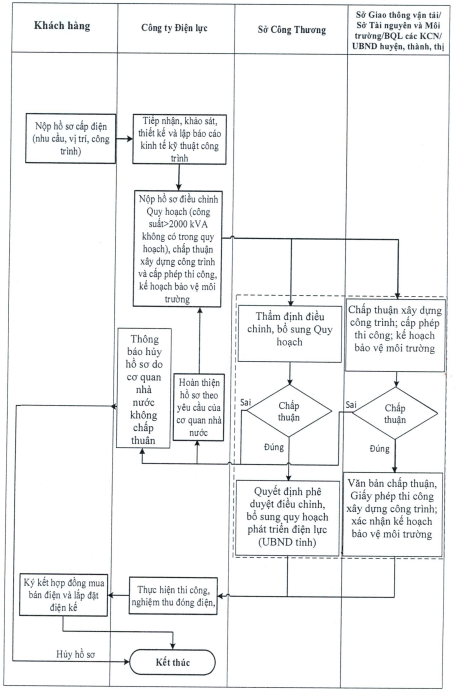 Khách hàng
Công ty Điện lực
Sở Công Thương
Sở Giao thông vận tải/
Sở Tài nguyên và Môi
trường/BQL các KCN/
UBND huyện, thành, thị
Nộp hồ sơ cấp điện
(nhu cầu, vị trí, công
trình)
Tiếp nhận, khảo sát,
thiết kế và lập báo cáo
kinh tế kỹ thuật công
trình
Nộp hồ sơ điều chỉnh
Quy hoạch (công
suất>2000 kVA
không có trong quy
hoạch), chấp thuận
xây dựng công trình
và cấp phép thi công,
kế hoạch bảo vệ môi
trường
Thẩm định điều
chỉnh, bổ sung Quy
hoạch
Chấp thuận xây dựng
công trình; cấp phép
thi công; kế hoạch
bảo vệ môi trường
Thông
báo hủy
hồ sơ do
cơ quan
nhà
nước
không
chấp
thuân
Hoàn thiện
hồ sơ theo
yêu cầu của
cơ quan nhà
nước
Sai
Chấp
thuận
Đúng
Sai
Chấp
thuận
Đúng
Quyết định phê
duyệt điều chỉnh,
bổ sung quy hoạch
phát triển điện lực
(UBND tỉnh)
Văn bản chấp thuận,
Giấy phép thi công
xây dựng công trình;
xác nhận kế hoạch
bảo vệ môi trường
Ký kết hợp đồng mua
bán điện và lắp đặt
điện kế
Thực hiện thi công,
nghiệm thu đóng điện,
Hủy hồ sơ
Kết thúc